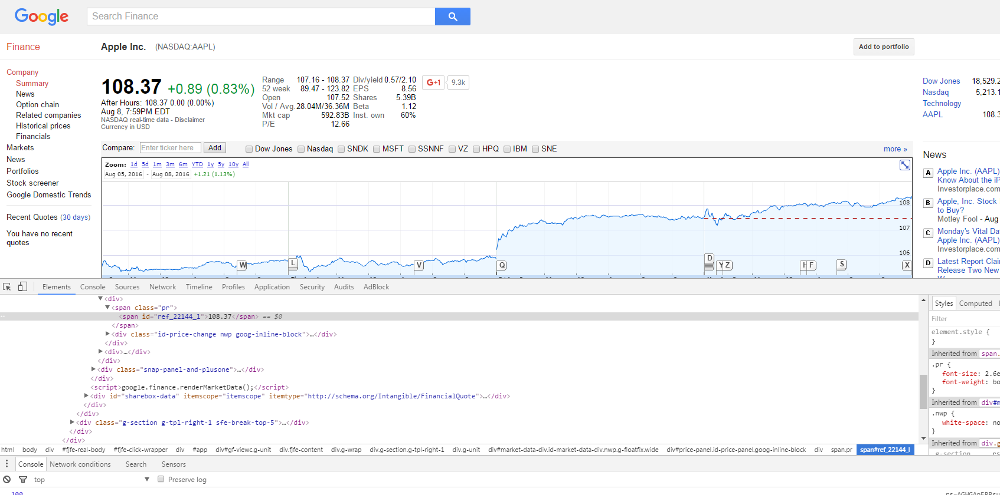 Google
Search Finance
Finance
Apple Inc. (NASDAQ:AAPL)
Add to portfolio
Company
Summary
News
Option chain
Related companies
Historical prices
Financials
Markets
News
Portfolios
Stock screener
Google Domestic Trends
Recent Quotes (30 days)
You have no recent
quotes
108.37 +0.89 (0.83%)
After Hours: 108.37 0.00 (0.00%)
Aug 8, 7:59PM EDT
NASDAQ real-time data - Disclaimer
Currency in USD
Range 107.16 - 108.37 Div/yield 0.57/2.10
52 week 89.47 - 123.82 EPS 8.56
Open 107.52 Shares 5.39B
Vol / Avg. 28.04M/36.36M Beta 1.12
Mkt cap 592.83B Inst. own 60%
P/E 12.66
G+1 9.3k
Dow Jones 18,529.2
Nasdaq 5,213.1
Technology
AAPL 108.3
Compare: Enter ticker here Add Dow Jones Nasdaq SNDK MSFT SSNNF VZ HPQ IBM SNE more »
Zoom: 1d 5d 1m 3m 6m YTD 1y 5y 10y All
Aug 05, 2016 - Aug 08, 2016 +1.21 (1.13%)
108
107
106
W L V Q D Y Z F S X
News
A Apple Inc. (AAPL)
Know About the iP
Investorplace.com
B Apple, Inc. Stock
to Buy?
Motley Fool - Aug
C Monday's Vital Da
Apple Inc. (AAPL)
Investorplace.com
D Latest Report Clai
Release Two New
Elements Console Sources Network Timeline Profiles Application Security Audits AdBlock
<div>
<span class="pr">
<span id="ref_22144_l">108.37</span> == $0
</span>
<div class="id-price-change nwp goog-inline-block">…</div>
</div>
<div>…</div>
</div>
<div class="snap-panel-and-plusone">…</div>
</div>
<script>google.finance.renderMarketData();</script>
<div id="sharebox-data" itemscope="itemscope" itemtype="http://schema.org/Intangible/FinancialQuote">…</div>
</div>
</div>
<div class="g-section g-tpl-right-1 sfe-break-top-5">…</div>
</div>
</div>
Styles Computed
Filter
element.style {
}
Inherited from span.
.pr {
font-size: 2.6e
font-weight: bo
}
Inherited from div#m
.nwp {
white-space: no
}
Inherited from div.g
.g-section
html body div #fjfe-real-body #fjfe-click-wrapper div #app div#gf-viewc.g-unit div.fjfe-content div.g-wrap div.g-section.g-tpl-right-1 div.g-unit div#market-data-div.id-market-data-div.nwp.g-floatfix.wide div#price-panel.id-price-panel.goog-inline-block div span.pr span#ref_22144_l
Console Network conditions Search Sensors
top Preserve log
100